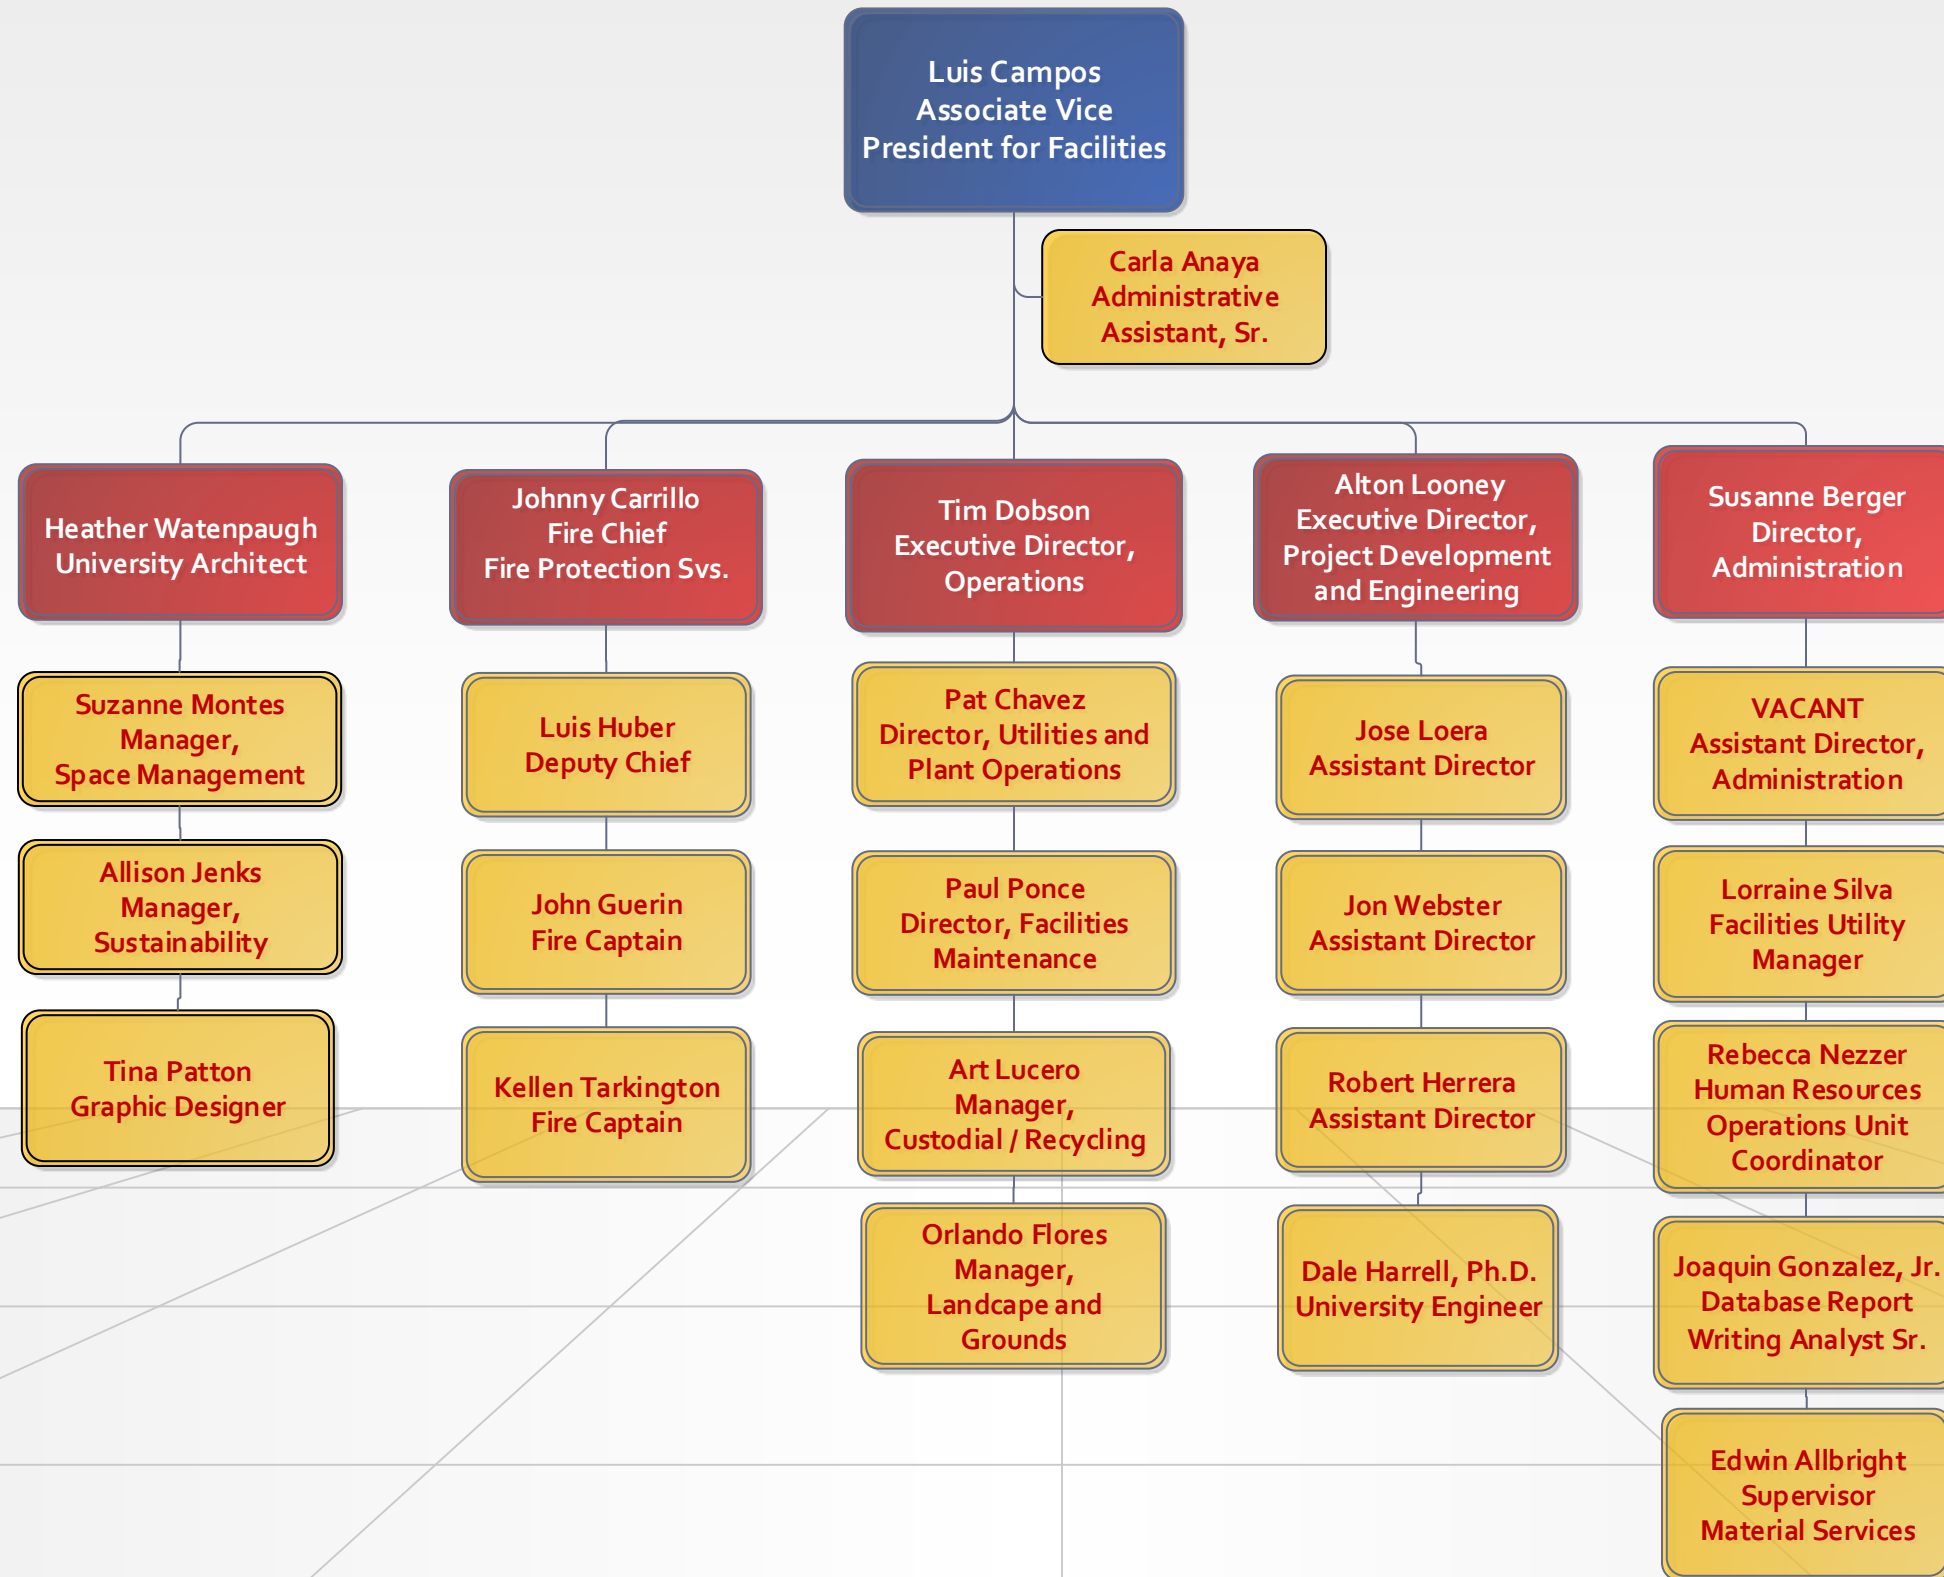 Luis Campos
Associate Vice
President for Facilities
Carla Anaya
Administrative
Assistant, Sr.
Heather Watenpaugh
University Architect
Johnny Carrillo
Fire Chief
Fire Protection Svs.
Tim Dobson
Executive Director,
Operations
Alton Looney
Executive Director,
Project Development
and Engineering
Susanne Berger
Director,
Administration
Suzanne Montes
Manager,
Space Management
Allison Jenks
Manager,
Sustainability
Tina Patton
Graphic Designer
Luis Huber
Deputy Chief
John Guerin
Fire Captain
Kellen Tarkington
Fire Captain
Pat Chavez
Director, Utilities and
Plant Operations
Paul Ponce
Director, Facilities
Maintenance
Art Lucero
Manager,
Custodial / Recycling
Orlando Flores
Manager,
Landcape and
Grounds
Jose Loera
Assistant Director
Jon Webster
Assistant Director
Robert Herrera
Assistant Director
Dale Harrell, Ph.D.
University Engineer
VACANT
Assistant Director,
Administration
Lorraine Silva
Facilities Utility
Manager
Rebecca Nezzer
Human Resources
Operations Unit
Coordinator
Joaquin Gonzalez, Jr.
Database Report
Writing Analyst Sr.
Edwin Allbright
Supervisor
Material Services